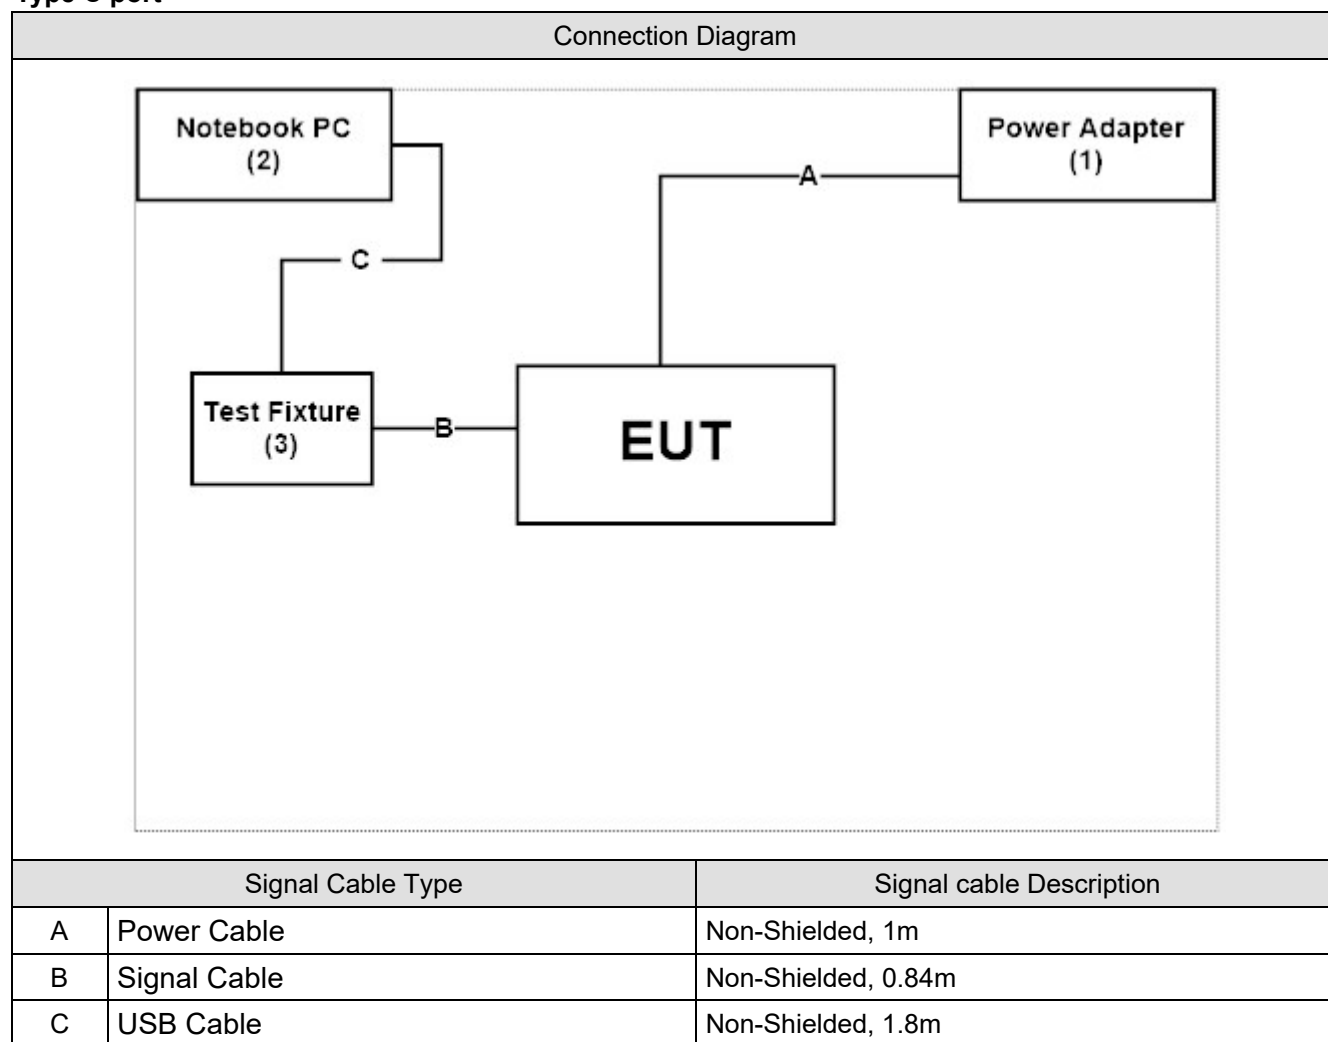 Type C port
Connection Diagram
Notebook PC
(2)
Power Adapter
(1)
A
C
Test Fixture
(3)
B
EUT
Signal Cable Type Signal cable Description
A Power Cable Non-Shielded, 1m
B Signal Cable Non-Shielded, 0.84m
C USB Cable Non-Shielded, 1.8m